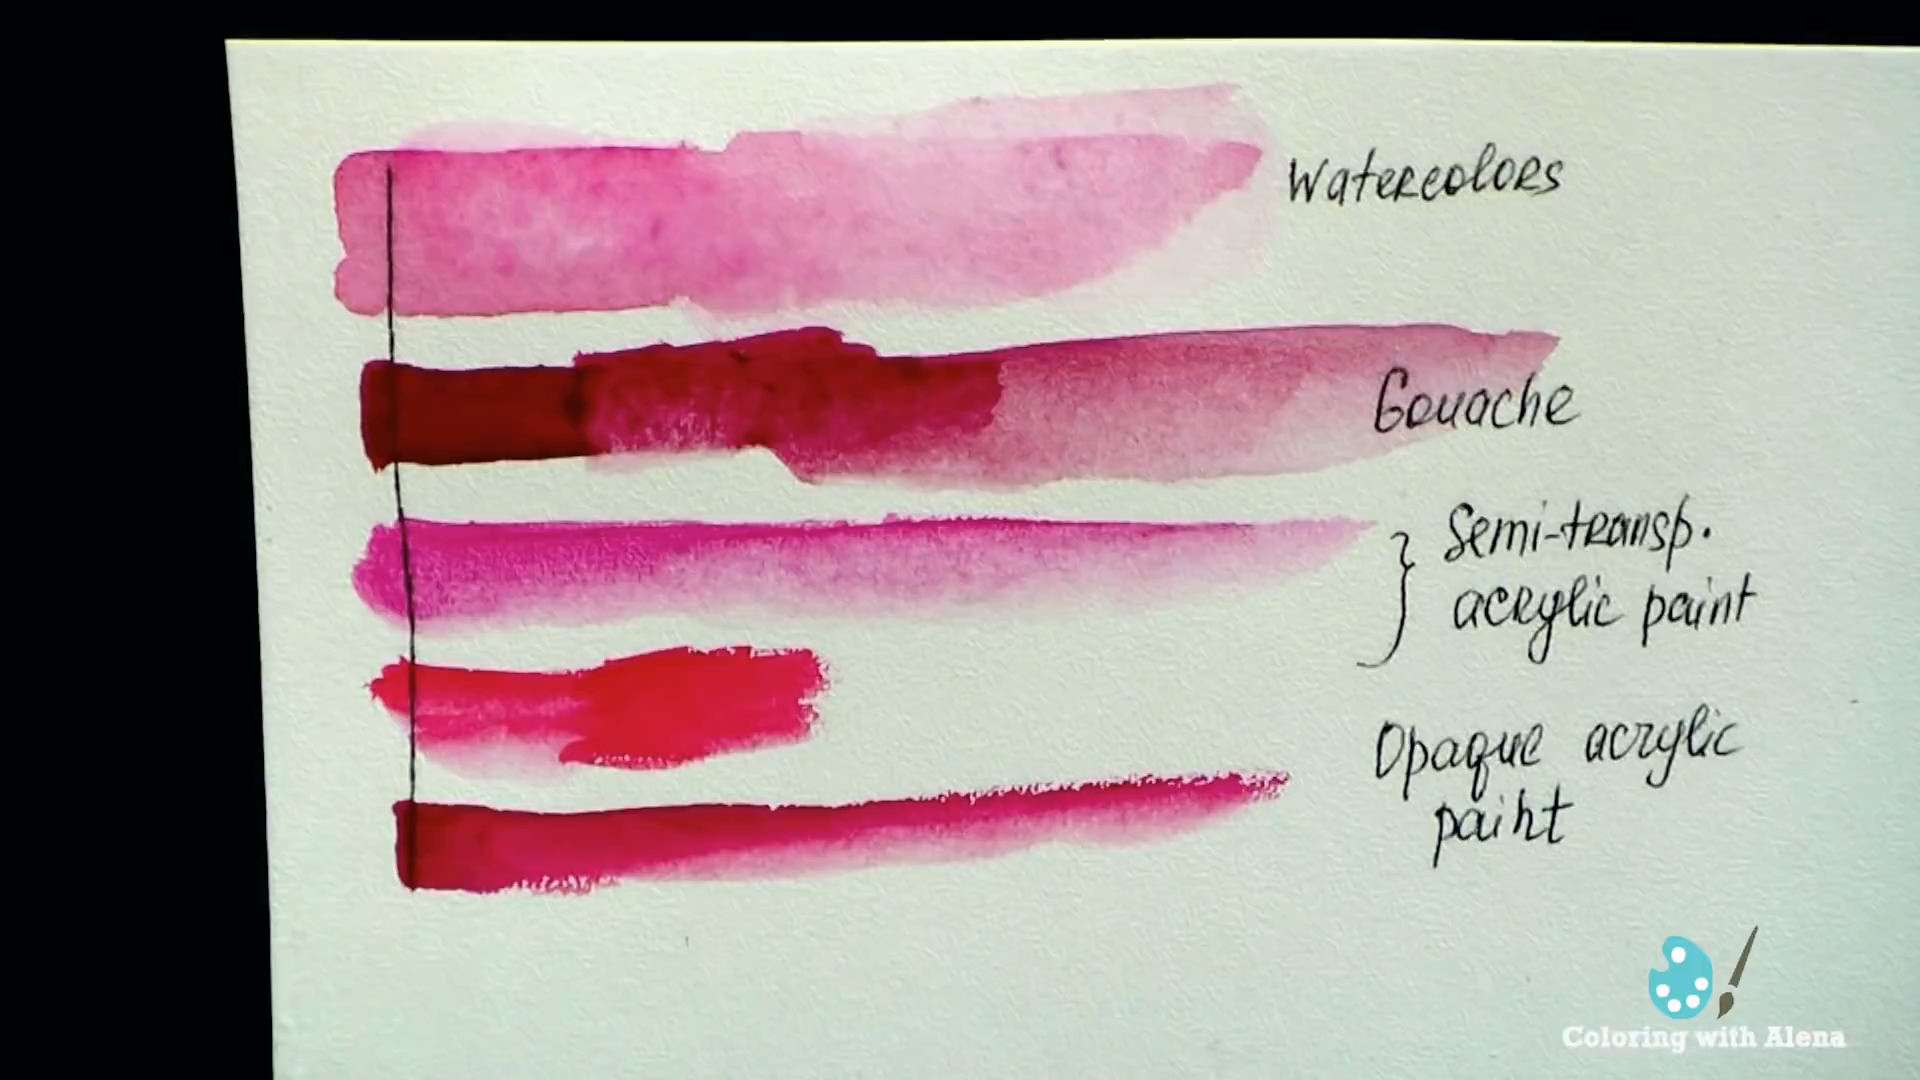 Watercolors
Gouache
Semi-transp.
acrylic paint
Opaque acrylic
paint
Coloring with Alena